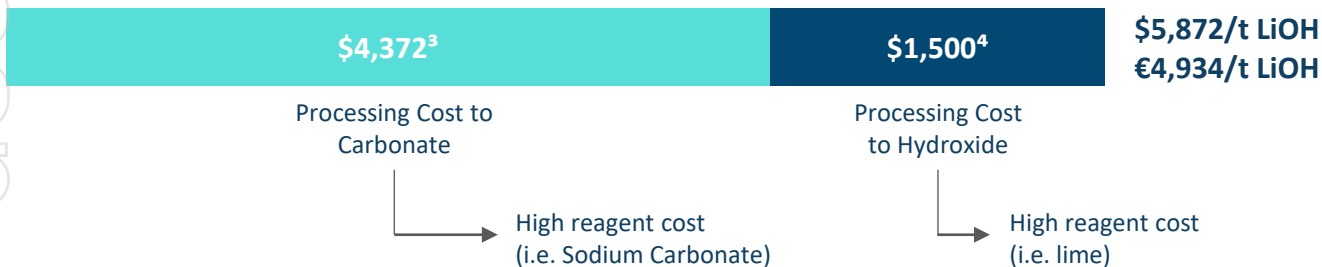 $4,372³
$1,500⁴
$5,872/t LiOH
€4,934/t LiOH
Processing Cost to
Carbonate
Processing Cost
to Hydroxide
High reagent cost
(i.e. Sodium Carbonate)
High reagent cost
(i.e. lime)